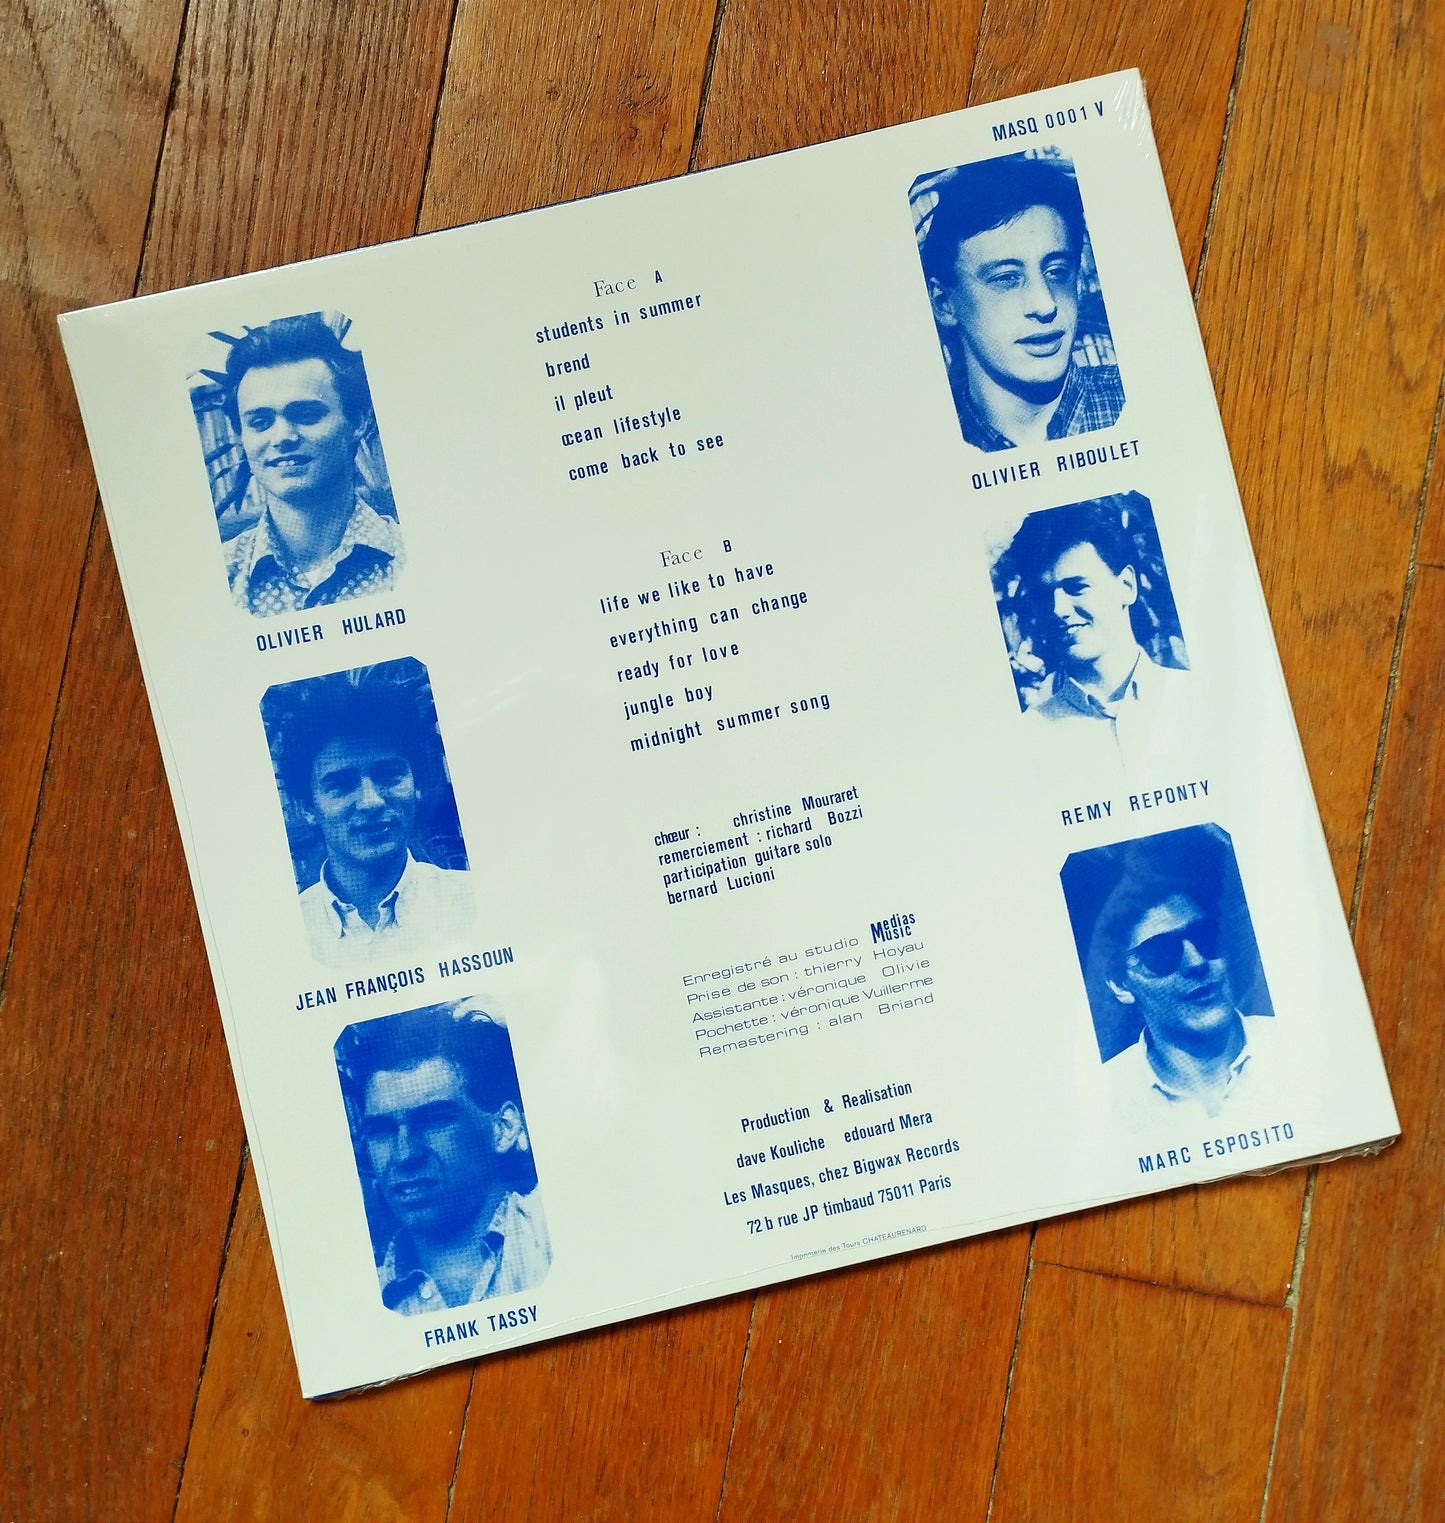 MASQ 0001 V
Face A
students in summer
brend
il pleut
œean lifestyle
come back to see
Face B
life we like to have
everything can change
ready for love
jungle boy
midnight summer song
chœur : christine Mouraret
remerciement : richard Bozzi
participation guitare solo
bernard Lucioni
Enregistré au studio Medias Music
Prise de son : thierry Hoyau
Assistante : véronique Olivie
Pochette : véronique Vuillerme
Remastering : alan Briand
Production & Realisation
dave Kouliche edouard Mera
Les Masques, chez Bigwax Records
72 b rue JP timbaud 75011 Paris
Imprimerie des Tours CHATEAURENARD
OLIVIER HULARD
JEAN FRANÇOIS HASSOUN
FRANK TASSY
OLIVIER RIBOULET
REMY REPONTY
MARC ESPOSITO